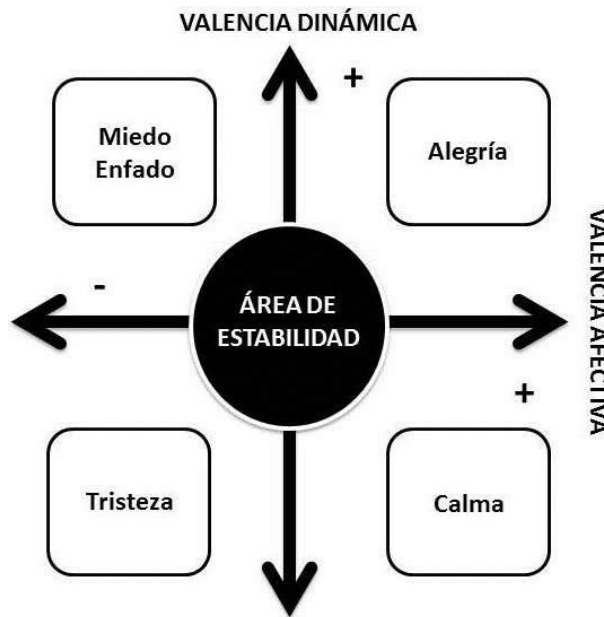 VALENCIA DINÁMICA
+
Miedo
Enfado
Alegría
-
ÁREA DE
ESTABILIDAD
VALENCIA AFECTIVA
+
Tristeza
Calma